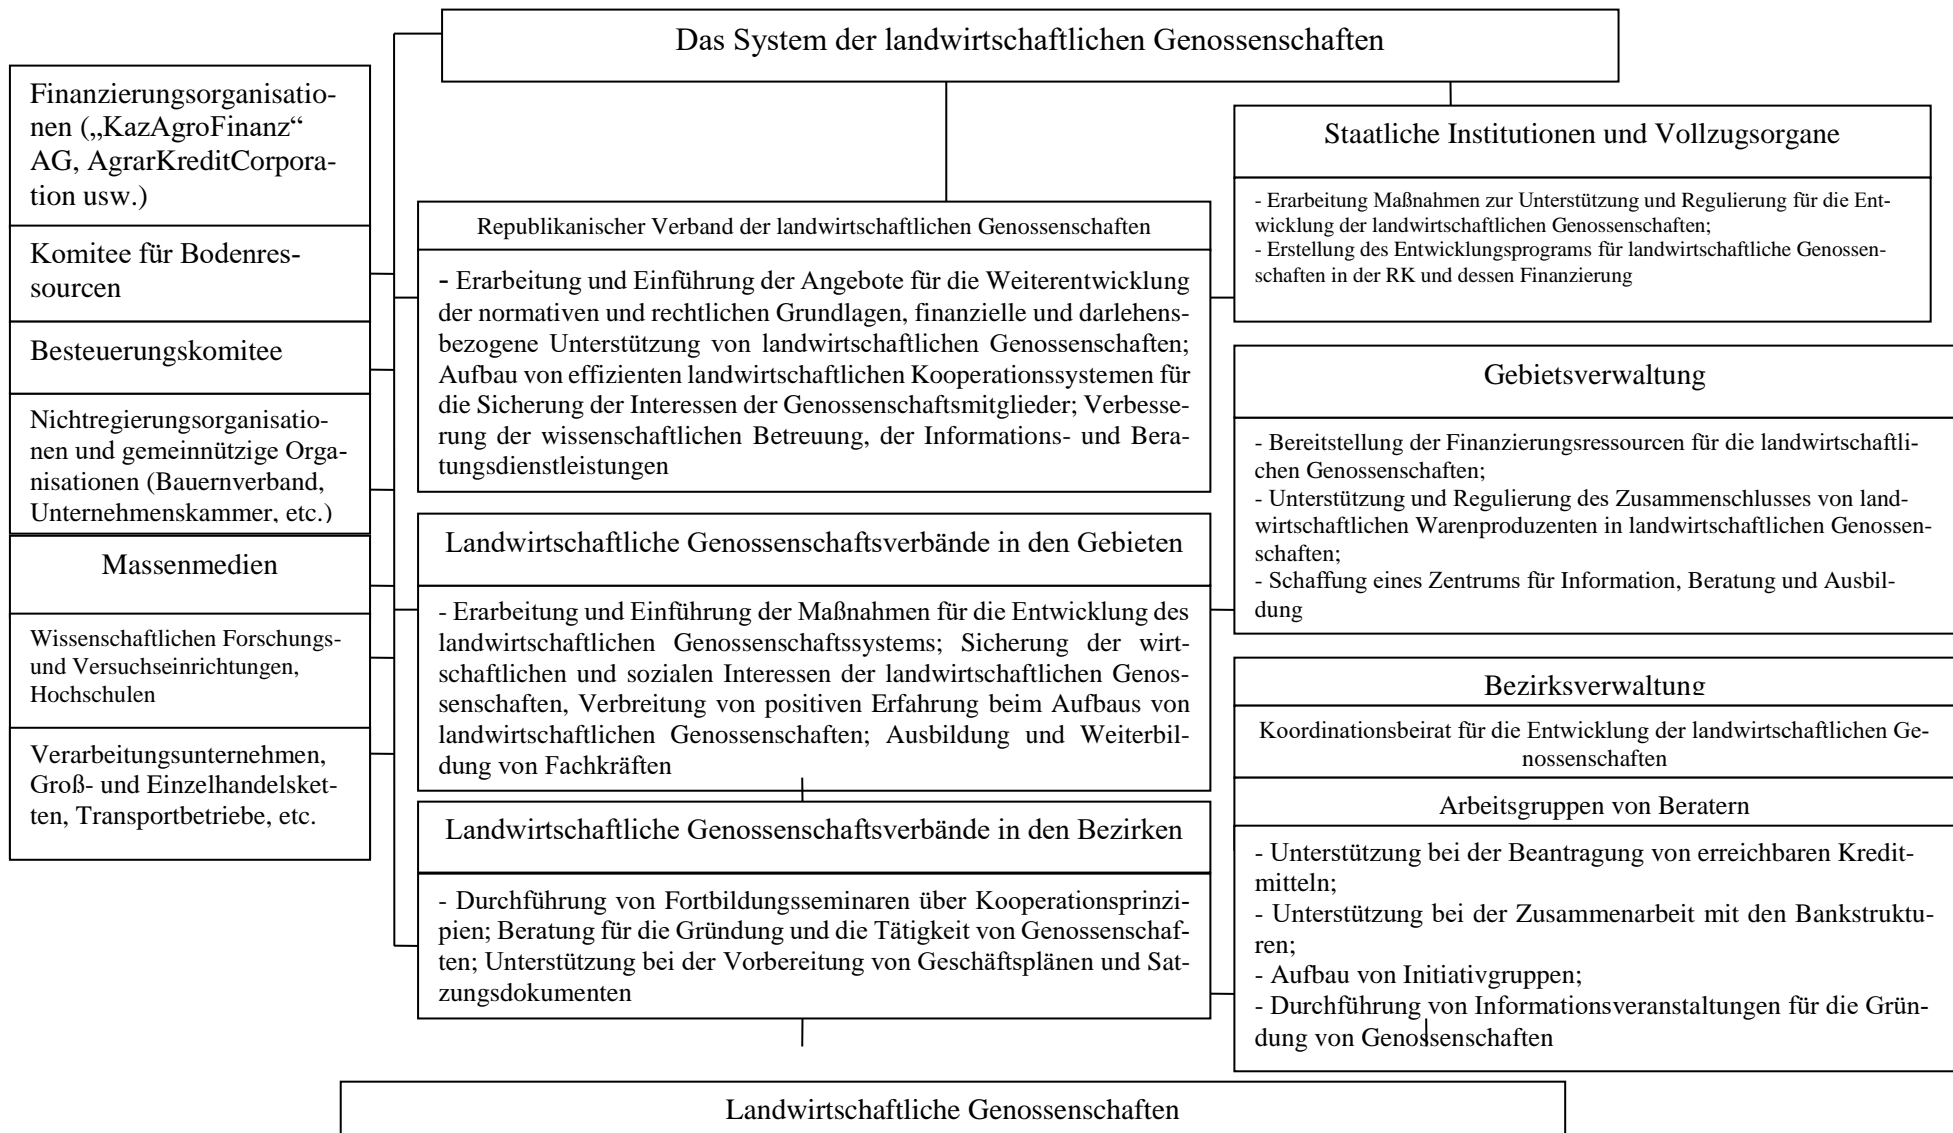 Das System der landwirtschaftlichen Genossenschaften
Finanzierungsorganisatio-
nen („KazAgroFinanz“
AG, AgrarKreditCorpora-
tion usw.)
Komitee für Bodenres-
sourcen
Besteuerungskomitee
Nichtregierungsorganisatio-
nen und gemeinnützige Orga-
nisationen (Bauernverband,
Unternehmenskammer, etc.)
Massenmedien
Wissenschaftlichen Forschungs-
und Versuchseinrichtungen,
Hochschulen
Verarbeitungsunternehmen,
Groß- und Einzelhandelsket-
ten, Transportbetriebe, etc.
Republikanischer Verband der landwirtschaftlichen Genossenschaften
- Erarbeitung und Einführung der Angebote für die Weiterentwicklung
der normativen und rechtlichen Grundlagen, finanzielle und darlehens-
bezogene Unterstützung von landwirtschaftlichen Genossenschaften;
Aufbau von effizienten landwirtschaftlichen Kooperationssystemen für
die Sicherung der Interessen der Genossenschaftsmitglieder; Verbesse-
rung der wissenschaftlichen Betreuung, der Informations- und Bera-
tungsdienstleistungen
Landwirtschaftliche Genossenschaftsverbände in den Gebieten
- Erarbeitung und Einführung der Maßnahmen für die Entwicklung des
landwirtschaftlichen Genossenschaftssystems; Sicherung der wirt-
schaftlichen und sozialen Interessen der landwirtschaftlichen Genos-
senschaften, Verbreitung von positiven Erfahrung beim Aufbaus von
landwirtschaftlichen Genossenschaften; Ausbildung und Weiterbil-
dung von Fachkräften
Landwirtschaftliche Genossenschaftsverbände in den Bezirken
- Durchführung von Fortbildungsseminaren über Kooperationsprinzi-
pien; Beratung für die Gründung und die Tätigkeit von Genossenschaf-
ten; Unterstützung bei der Vorbereitung von Geschäftsplänen und Sat-
zungsdokumenten
Staatliche Institutionen und Vollzugsorgane
- Erarbeitung Maßnahmen zur Unterstützung und Regulierung für die Ent-
wicklung der landwirtschaftlichen Genossenschaften;
- Erstellung des Entwicklungsprograms für landwirtschaftliche Genossen-
schaften in der RK und dessen Finanzierung
Gebietsverwaltung
- Bereitstellung der Finanzierungsressourcen für die landwirtschaftli-
chen Genossenschaften;
- Unterstützung und Regulierung des Zusammenschlusses von land-
wirtschaftlichen Warenproduzenten in landwirtschaftlichen Genossen-
schaften;
- Schaffung eines Zentrums für Information, Beratung und Ausbil-
dung
Bezirksverwaltung
Koordinationsbeirat für die Entwicklung der landwirtschaftlichen Ge-
nossenschaften
Arbeitsgruppen von Beratern
- Unterstützung bei der Beantragung von erreichbaren Kredit-
mitteln;
- Unterstützung bei der Zusammenarbeit mit den Bankstruktu-
ren;
- Aufbau von Initiativgruppen;
- Durchführung von Informationsveranstaltungen für die Grün-
dung von Genossenschaften
Landwirtschaftliche Genossenschaften